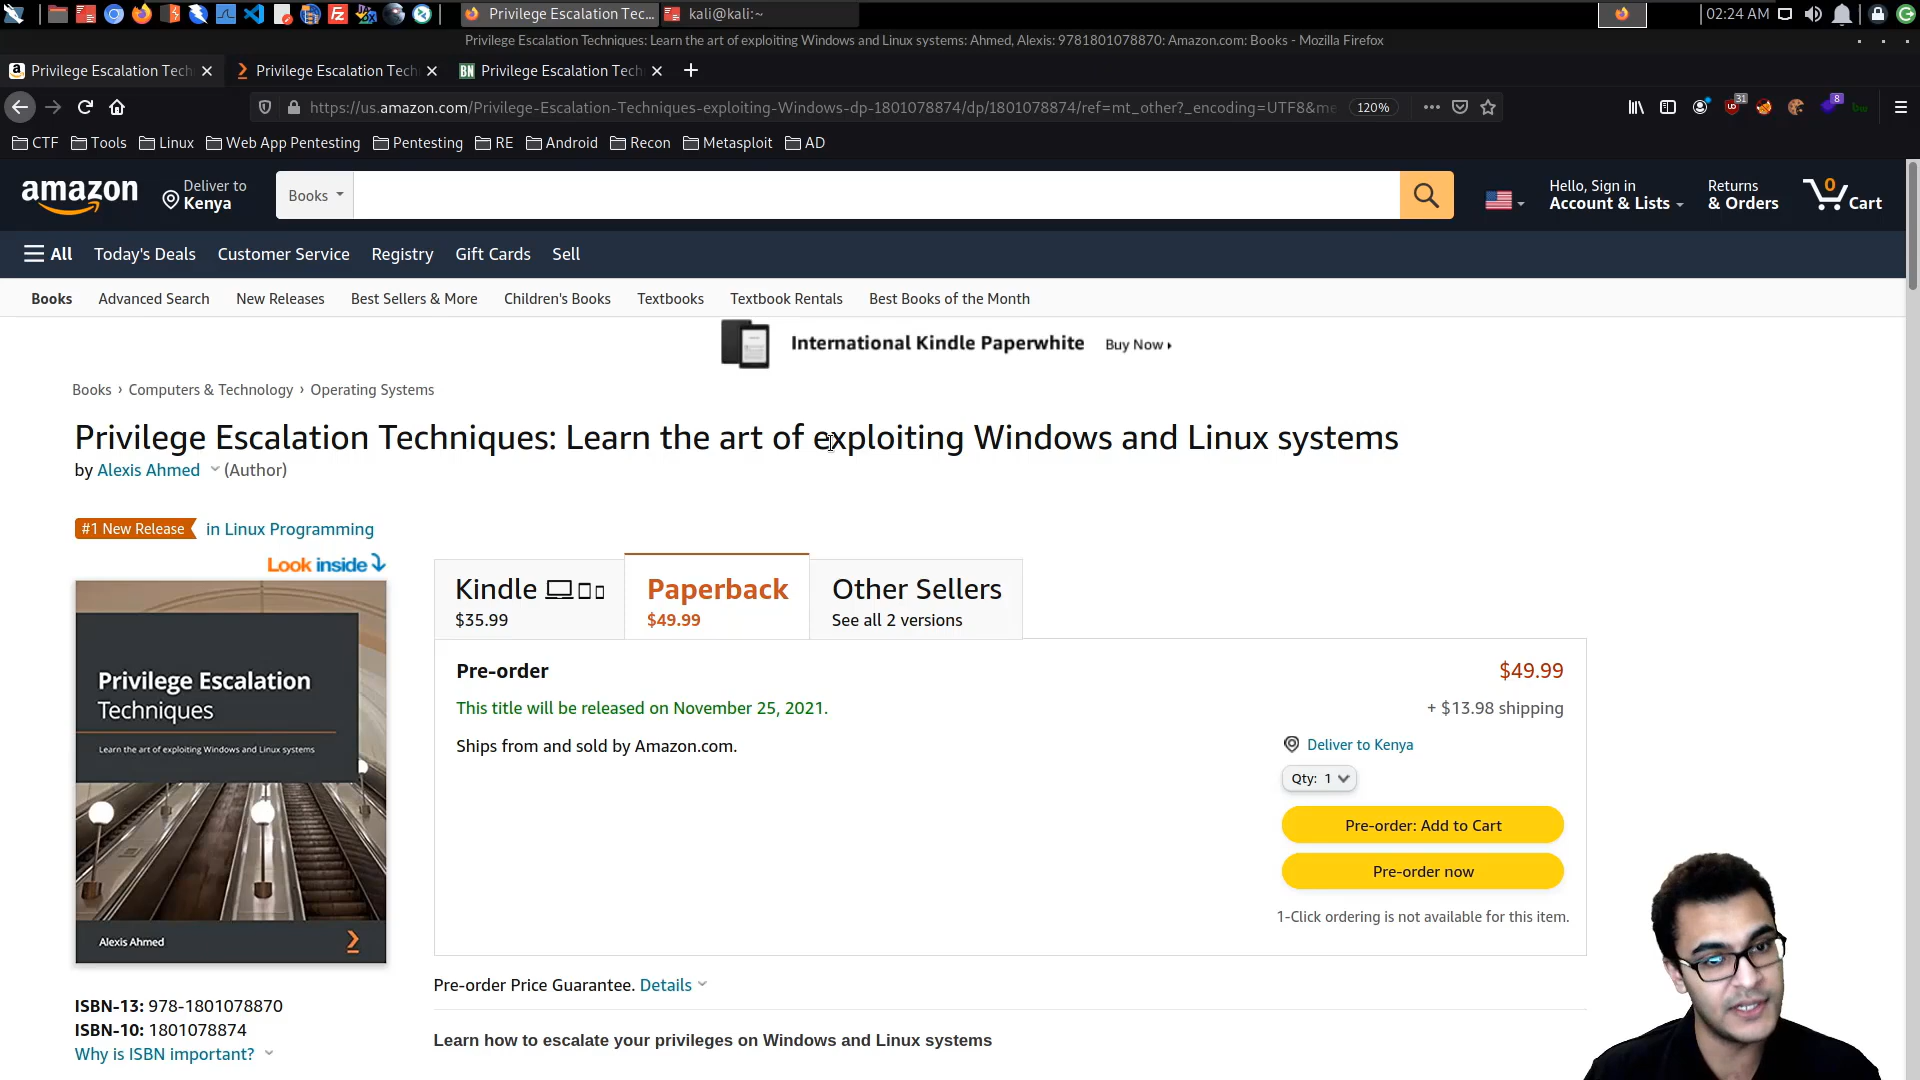 Privilege Escalation Tec...
kali@kali:~
02:24 AM
Privilege Escalation Techniques: Learn the art of exploiting Windows and Linux systems: Ahmed, Alexis: 9781801078870: Amazon.com: Books - Mozilla Firefox
Privilege Escalation Tech
Privilege Escalation Tech
BN Privilege Escalation Tech
https://us.amazon.com/Privilege-Escalation-Techniques-exploiting-Windows-dp-1801078874/dp/1801078874/ref=mt_other?_encoding=UTF8&me
120%
31
8
CTF Tools Linux Web App Pentesting Pentesting RE Android Recon Metasploit AD
amazon
Deliver to
Kenya
Books
Hello, Sign in
Account & Lists
Returns
& Orders
0
Cart
All Today's Deals Customer Service Registry Gift Cards Sell
Books Advanced Search New Releases Best Sellers & More Children's Books Textbooks Textbook Rentals Best Books of the Month
International Kindle Paperwhite Buy Now
Books › Computers & Technology › Operating Systems
Privilege Escalation Techniques: Learn the art of exploiting Windows and Linux systems
by Alexis Ahmed (Author)
#1 New Release in Linux Programming
Look inside
Privilege Escalation
Techniques
Learn the art of exploiting Windows and Linux systems
Alexis Ahmed
Kindle
$35.99
Paperback
$49.99
Other Sellers
See all 2 versions
Pre-order
$49.99
This title will be released on November 25, 2021.
+ $13.98 shipping
Ships from and sold by Amazon.com.
Deliver to Kenya
Qty: 1
Pre-order: Add to Cart
Pre-order now
1-Click ordering is not available for this item.
Pre-order Price Guarantee. Details
ISBN-13: 978-1801078870
ISBN-10: 1801078874
Why is ISBN important?
Learn how to escalate your privileges on Windows and Linux systems